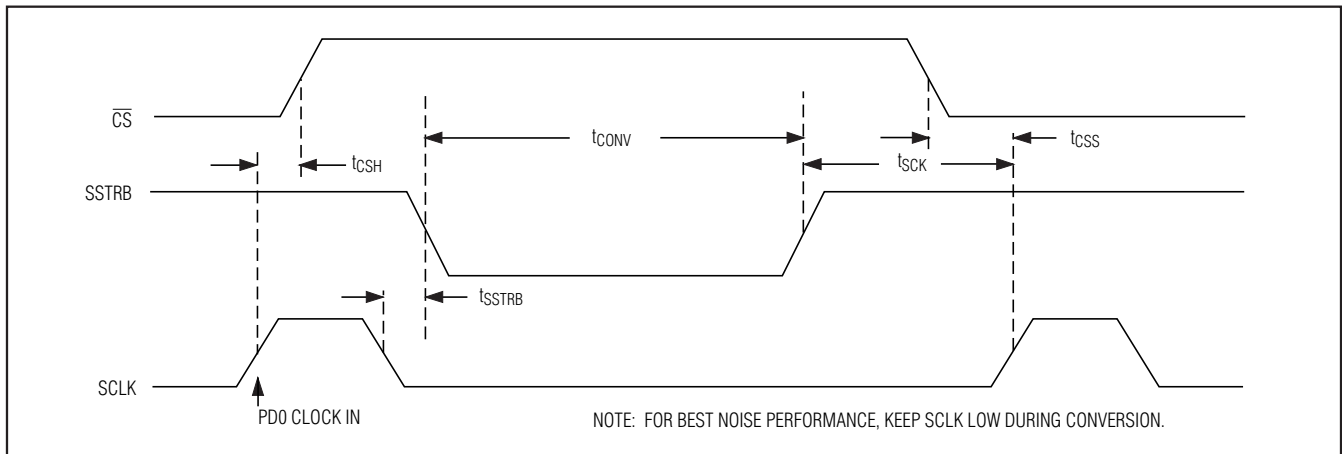 CS
tCONV
tCSS
tCSH
tSCK
SSTRB
tSSTRB
SCLK
PD0 CLOCK IN
NOTE: FOR BEST NOISE PERFORMANCE, KEEP SCLK LOW DURING CONVERSION.